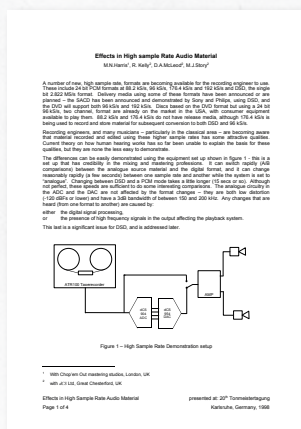 Effects in High sample Rate Audio Material
M.N.Harris¹, R. Kelly², D.A.McLeod², M.J.Story²
A number of new, high sample rate, formats are becoming available for the recording engineer to use.
These include 24 bit PCM formats at 88.2 kS/s, 96 kS/s, 176.4 kS/s and 192 kS/s and DSD, the single
bit 2.822 MS/s format. Delivery media using some of these formats have been announced or are
planned – the SACD has been announced and demonstrated by Sony and Philips, using DSD, and
the DVD will support both 96 kS/s and 192 kS/s. Discs based on the DVD format but using a 24 bit
96 kS/s, two channel, format are already on the market in the USA, with consumer equipment
available to play them. 88.2 kS/s and 176.4 kS/s do not have release media, although 176.4 kS/s is
being used to record and store material for subsequent conversion to both DSD and 96 kS/s.
Recording engineers, and many musicians – particularly in the classical areas – are becoming aware
that material recorded and edited using these higher sample rates has some attractive qualities.
Current theory on how human hearing works has so far been unable to explain the basis for these
qualities, but they are none the less easy to demonstrate.
The differences can be easily demonstrated using the equipment set up shown in figure 1 - this is a
set up that has credibility in the mixing and mastering professions. It can switch rapidly (A/B
comparisons) between the analogue source material and the digital format, and it can change
reasonably rapidly (a few seconds) between one sample rate and another while the system is set to
"analogue". Changing between DSD and a PCM mode takes a little longer (15 secs or so). Although
not perfect, these speeds are sufficient to do some interesting comparisons. The analogue circuitry in
the ADC and the DAC are not affected by the format changes – they are both low distortion
(-120 dBFs or lower) and have a 3dB bandwidth of between 150 and 200 kHz. Any changes that are
heard (from one format to another) are caused by:
either the digital signal processing,
or the presence of high frequency signals in the output affecting the playback system.
This last is a significant issue for DSD, and is addressed later.
ATR100 Taperecorder
dCS
904
ADC
dCS
954
DAC
AMP
Figure 1 – High Sample Rate Demonstration setup
¹ With Chop'em Out mastering studios, London, UK
² with dCS Ltd, Great Chesterford, UK
Effects in High Sample Rate Audio Material presented at: 20th Tonmeistertagung
Page 1 of 4 Karlsruhe, Germany, 1998